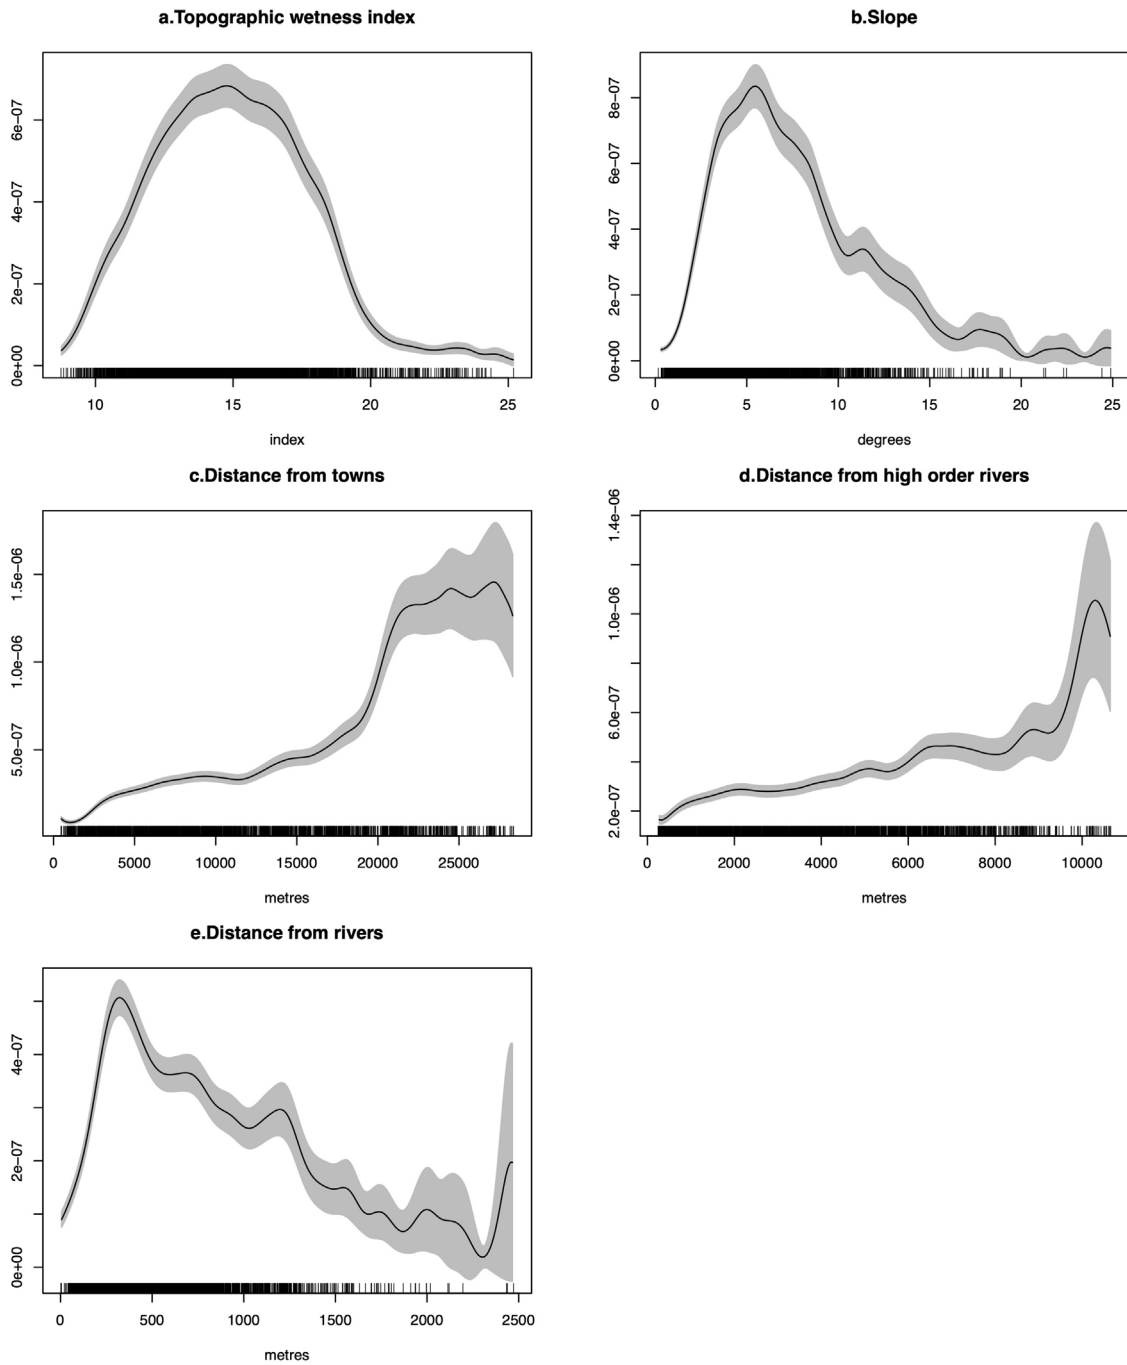 a.Topographic wetness index
0e+00 2e−07 4e−07 6e−07
10 15 20 25
index
b.Slope
0e+00 2e−07 4e−07 6e−07 8e−07
0 5 10 15 20 25
degrees
c.Distance from towns
5.0e−07 1.0e−06 1.5e−06
0 5000 10000 15000 20000 25000
metres
d.Distance from high order rivers
2.0e−07 6.0e−07 1.0e−06 1.4e−06
0 2000 4000 6000 8000 10000
metres
e.Distance from rivers
0e+00 2e−07 4e−07
0 500 1000 1500 2000 2500
metres